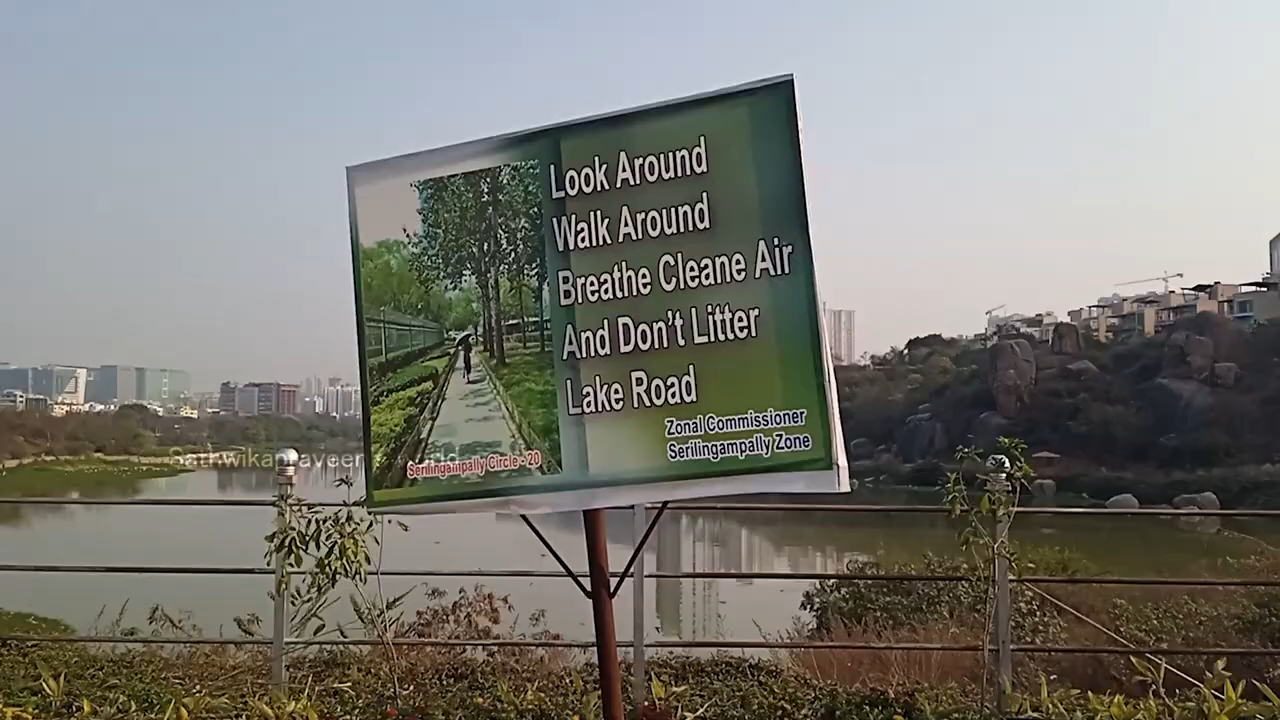 Look Around
Walk Around
Breathe Cleane Air
And Don't Litter
Lake Road
Zonal Commissioner
Serilingampally Zone
Serilingampally Circle - 20